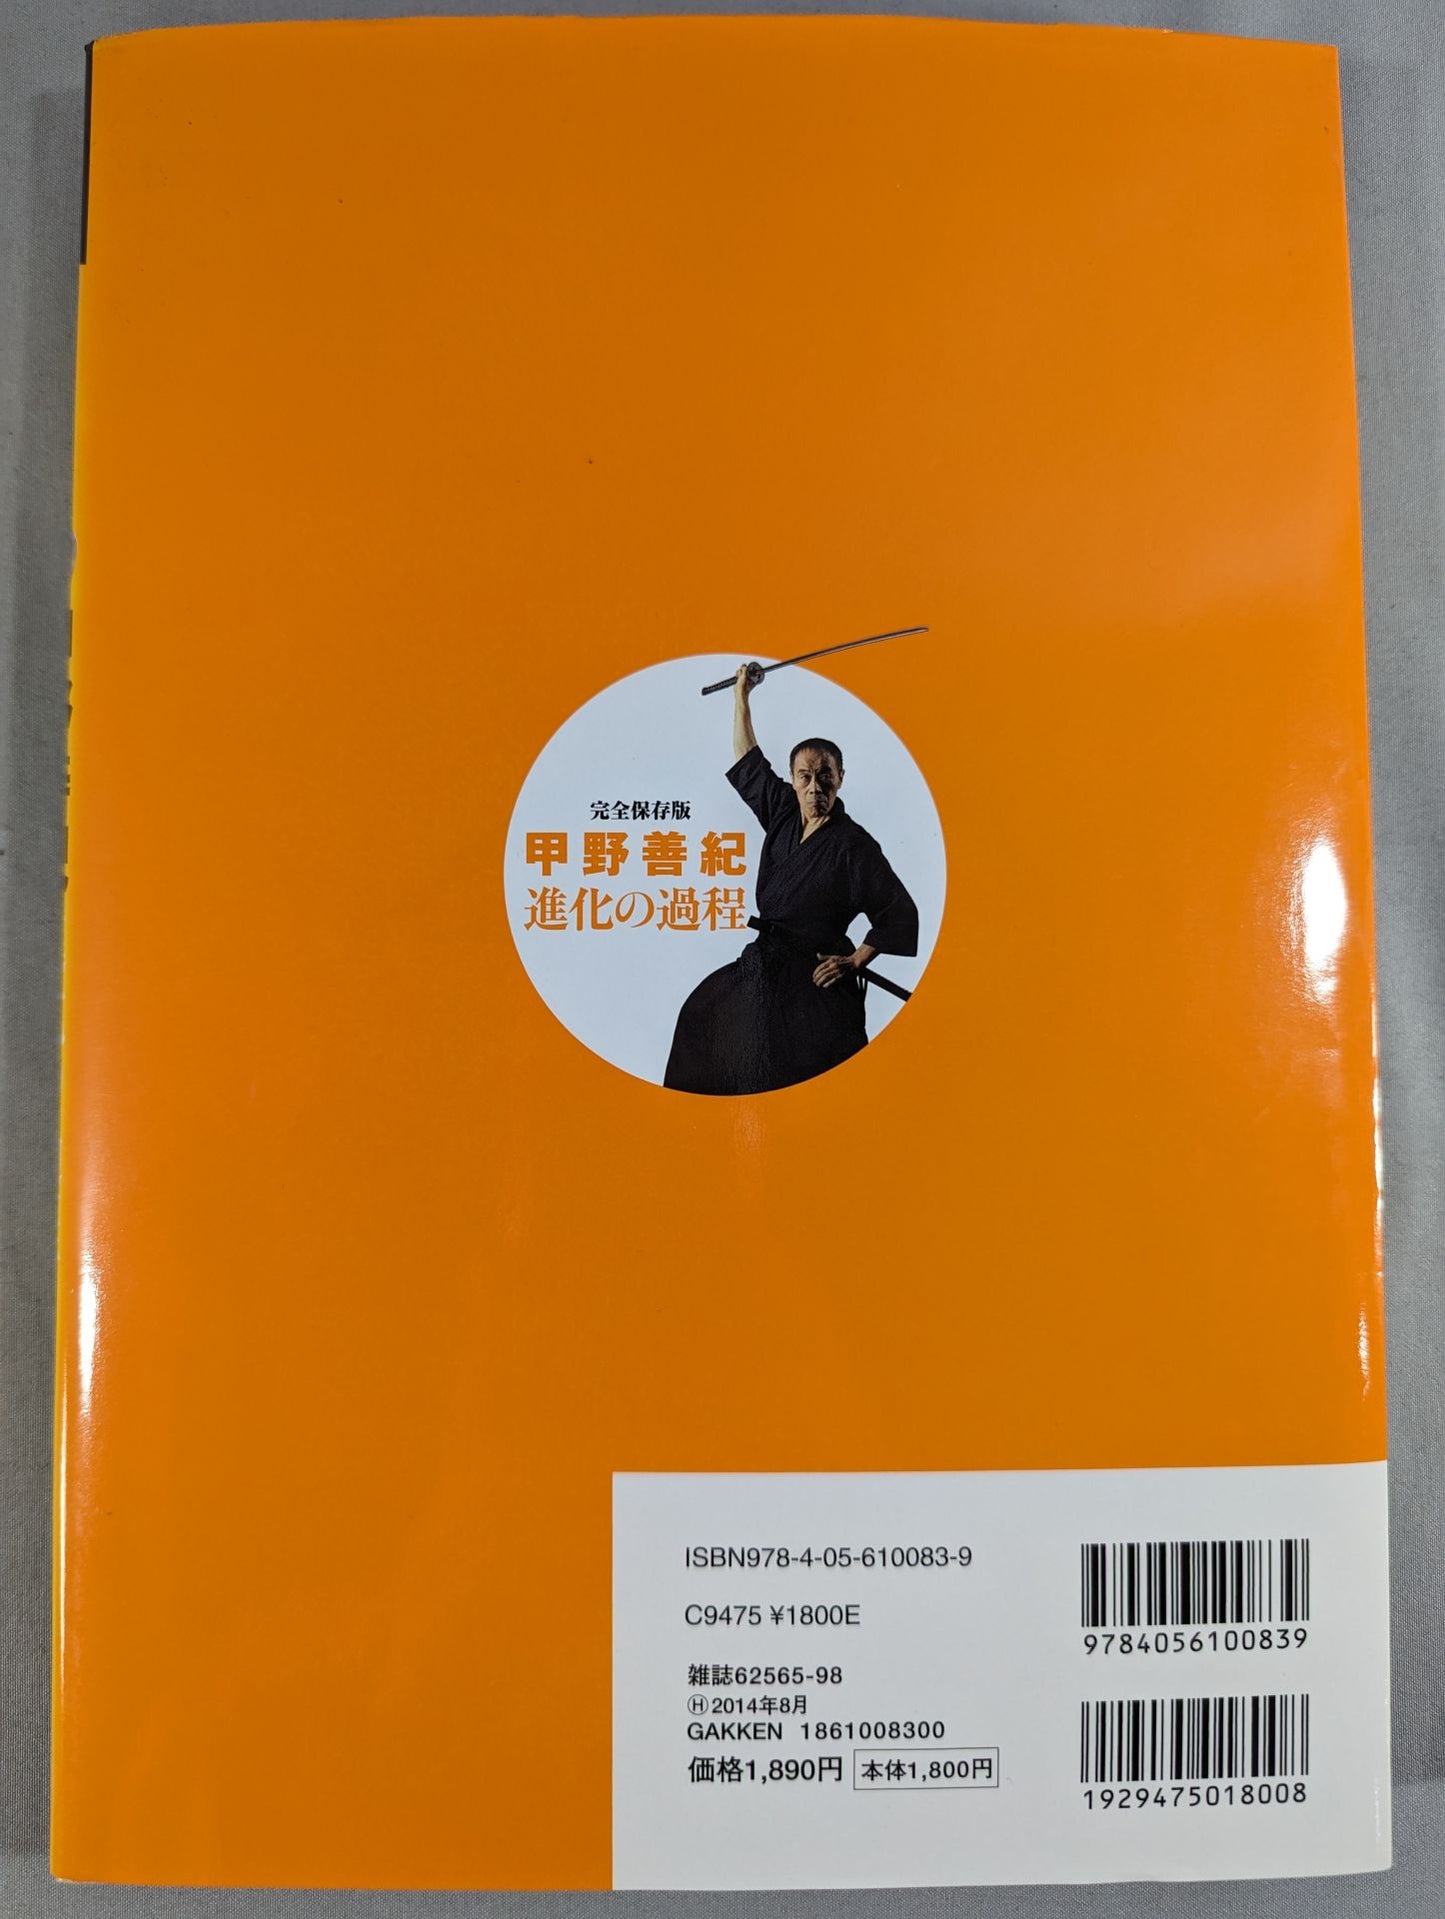 完全保存版
甲野善紀
進化の過程
ISBN978-4-05-610083-9
C9475 ¥1800E
雑誌62565-98
Ⓗ2014年8月
GAKKEN 1861008300
価格1,890円 本体1,800円
9784056100839
1929475018008